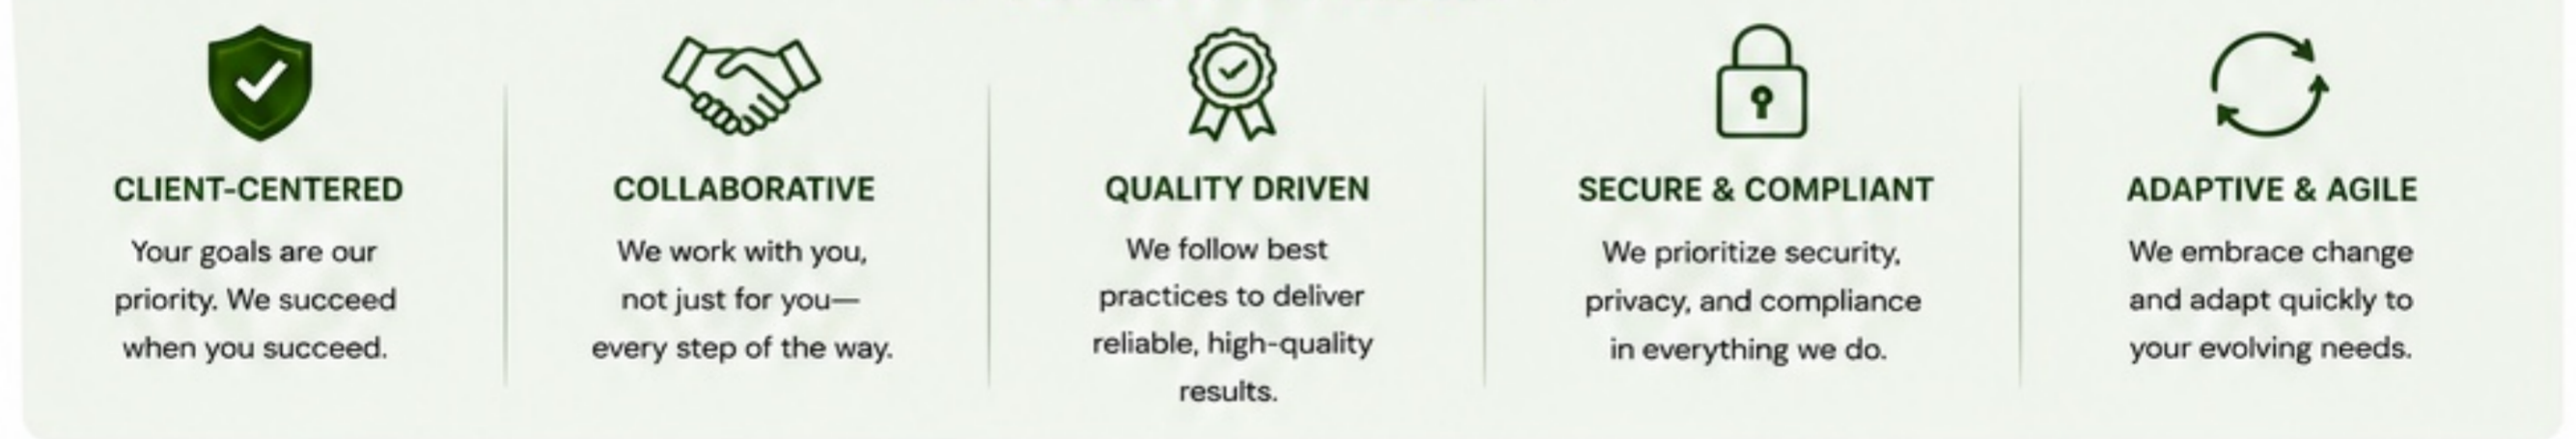 CLIENT-CENTERED
Your goals are our
priority. We succeed
when you succeed.
COLLABORATIVE
We work with you,
not just for you—
every step of the way.
QUALITY DRIVEN
We follow best
practices to deliver
reliable, high-quality
results.
SECURE & COMPLIANT
We prioritize security,
privacy, and compliance
in everything we do.
ADAPTIVE & AGILE
We embrace change
and adapt quickly to
your evolving needs.